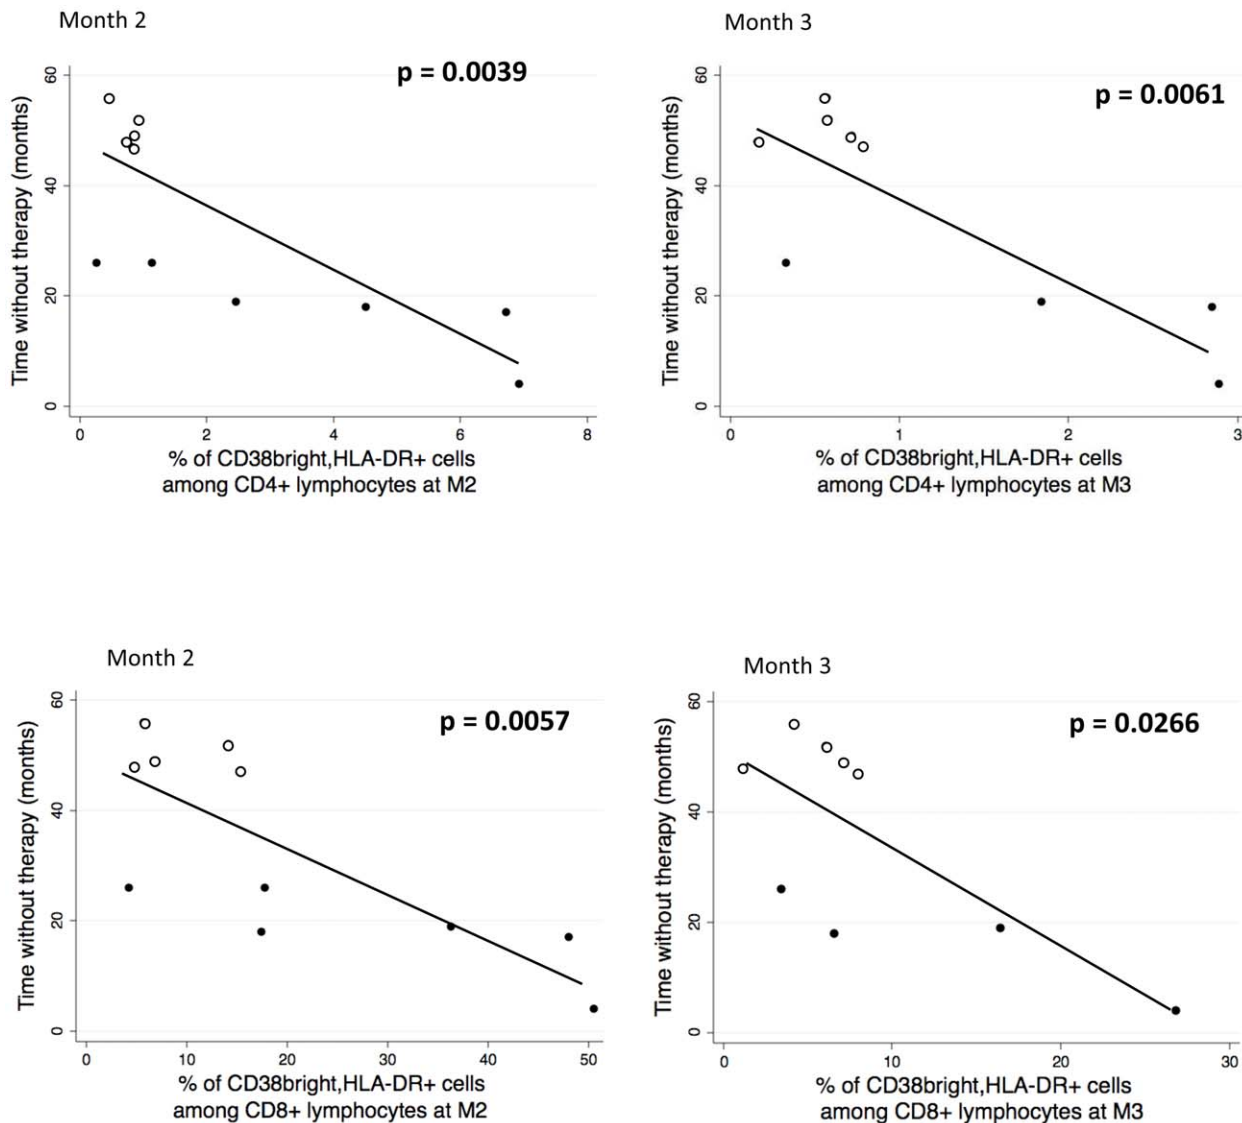 Month 2
p = 0.0039
Time without therapy (months)
60
40
20
0
0 2 4 6 8
% of CD38bright,HLA-DR+ cells
among CD4+ lymphocytes at M2
Month 3
p = 0.0061
Time without therapy (months)
60
40
20
0
0 1 2 3
% of CD38bright,HLA-DR+ cells
among CD4+ lymphocytes at M3
Month 2
p = 0.0057
Time without therapy (months)
60
40
20
0
0 10 20 30 40 50
% of CD38bright,HLA-DR+ cells
among CD8+ lymphocytes at M2
Month 3
p = 0.0266
Time without therapy (months)
60
40
20
0
0 10 20 30
% of CD38bright,HLA-DR+ cells
among CD8+ lymphocytes at M3